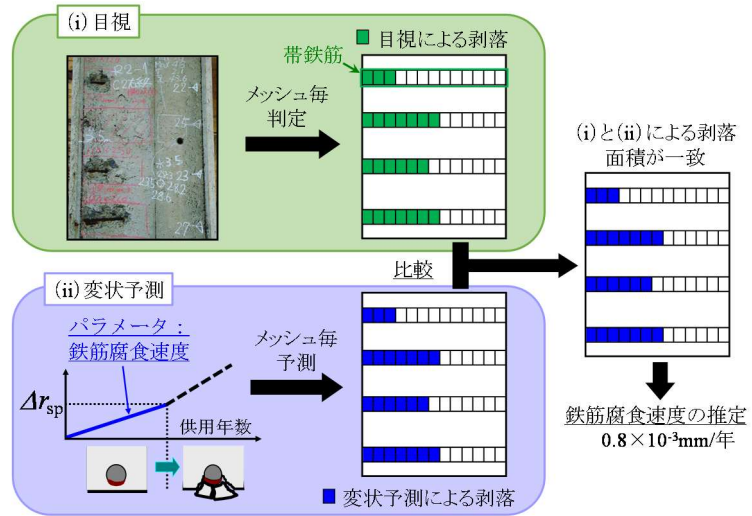 (i)目視
目視による剥落
帯鉄筋
メッシュ毎
判定
(i)と(ii)による剥落
面積が一致
比較
(ii)変状予測
パラメータ：
鉄筋腐食速度
メッシュ毎
予測
Δrsp
供用年数
変状予測による剥落
鉄筋腐食速度の推定
0.8×10⁻³mm/年